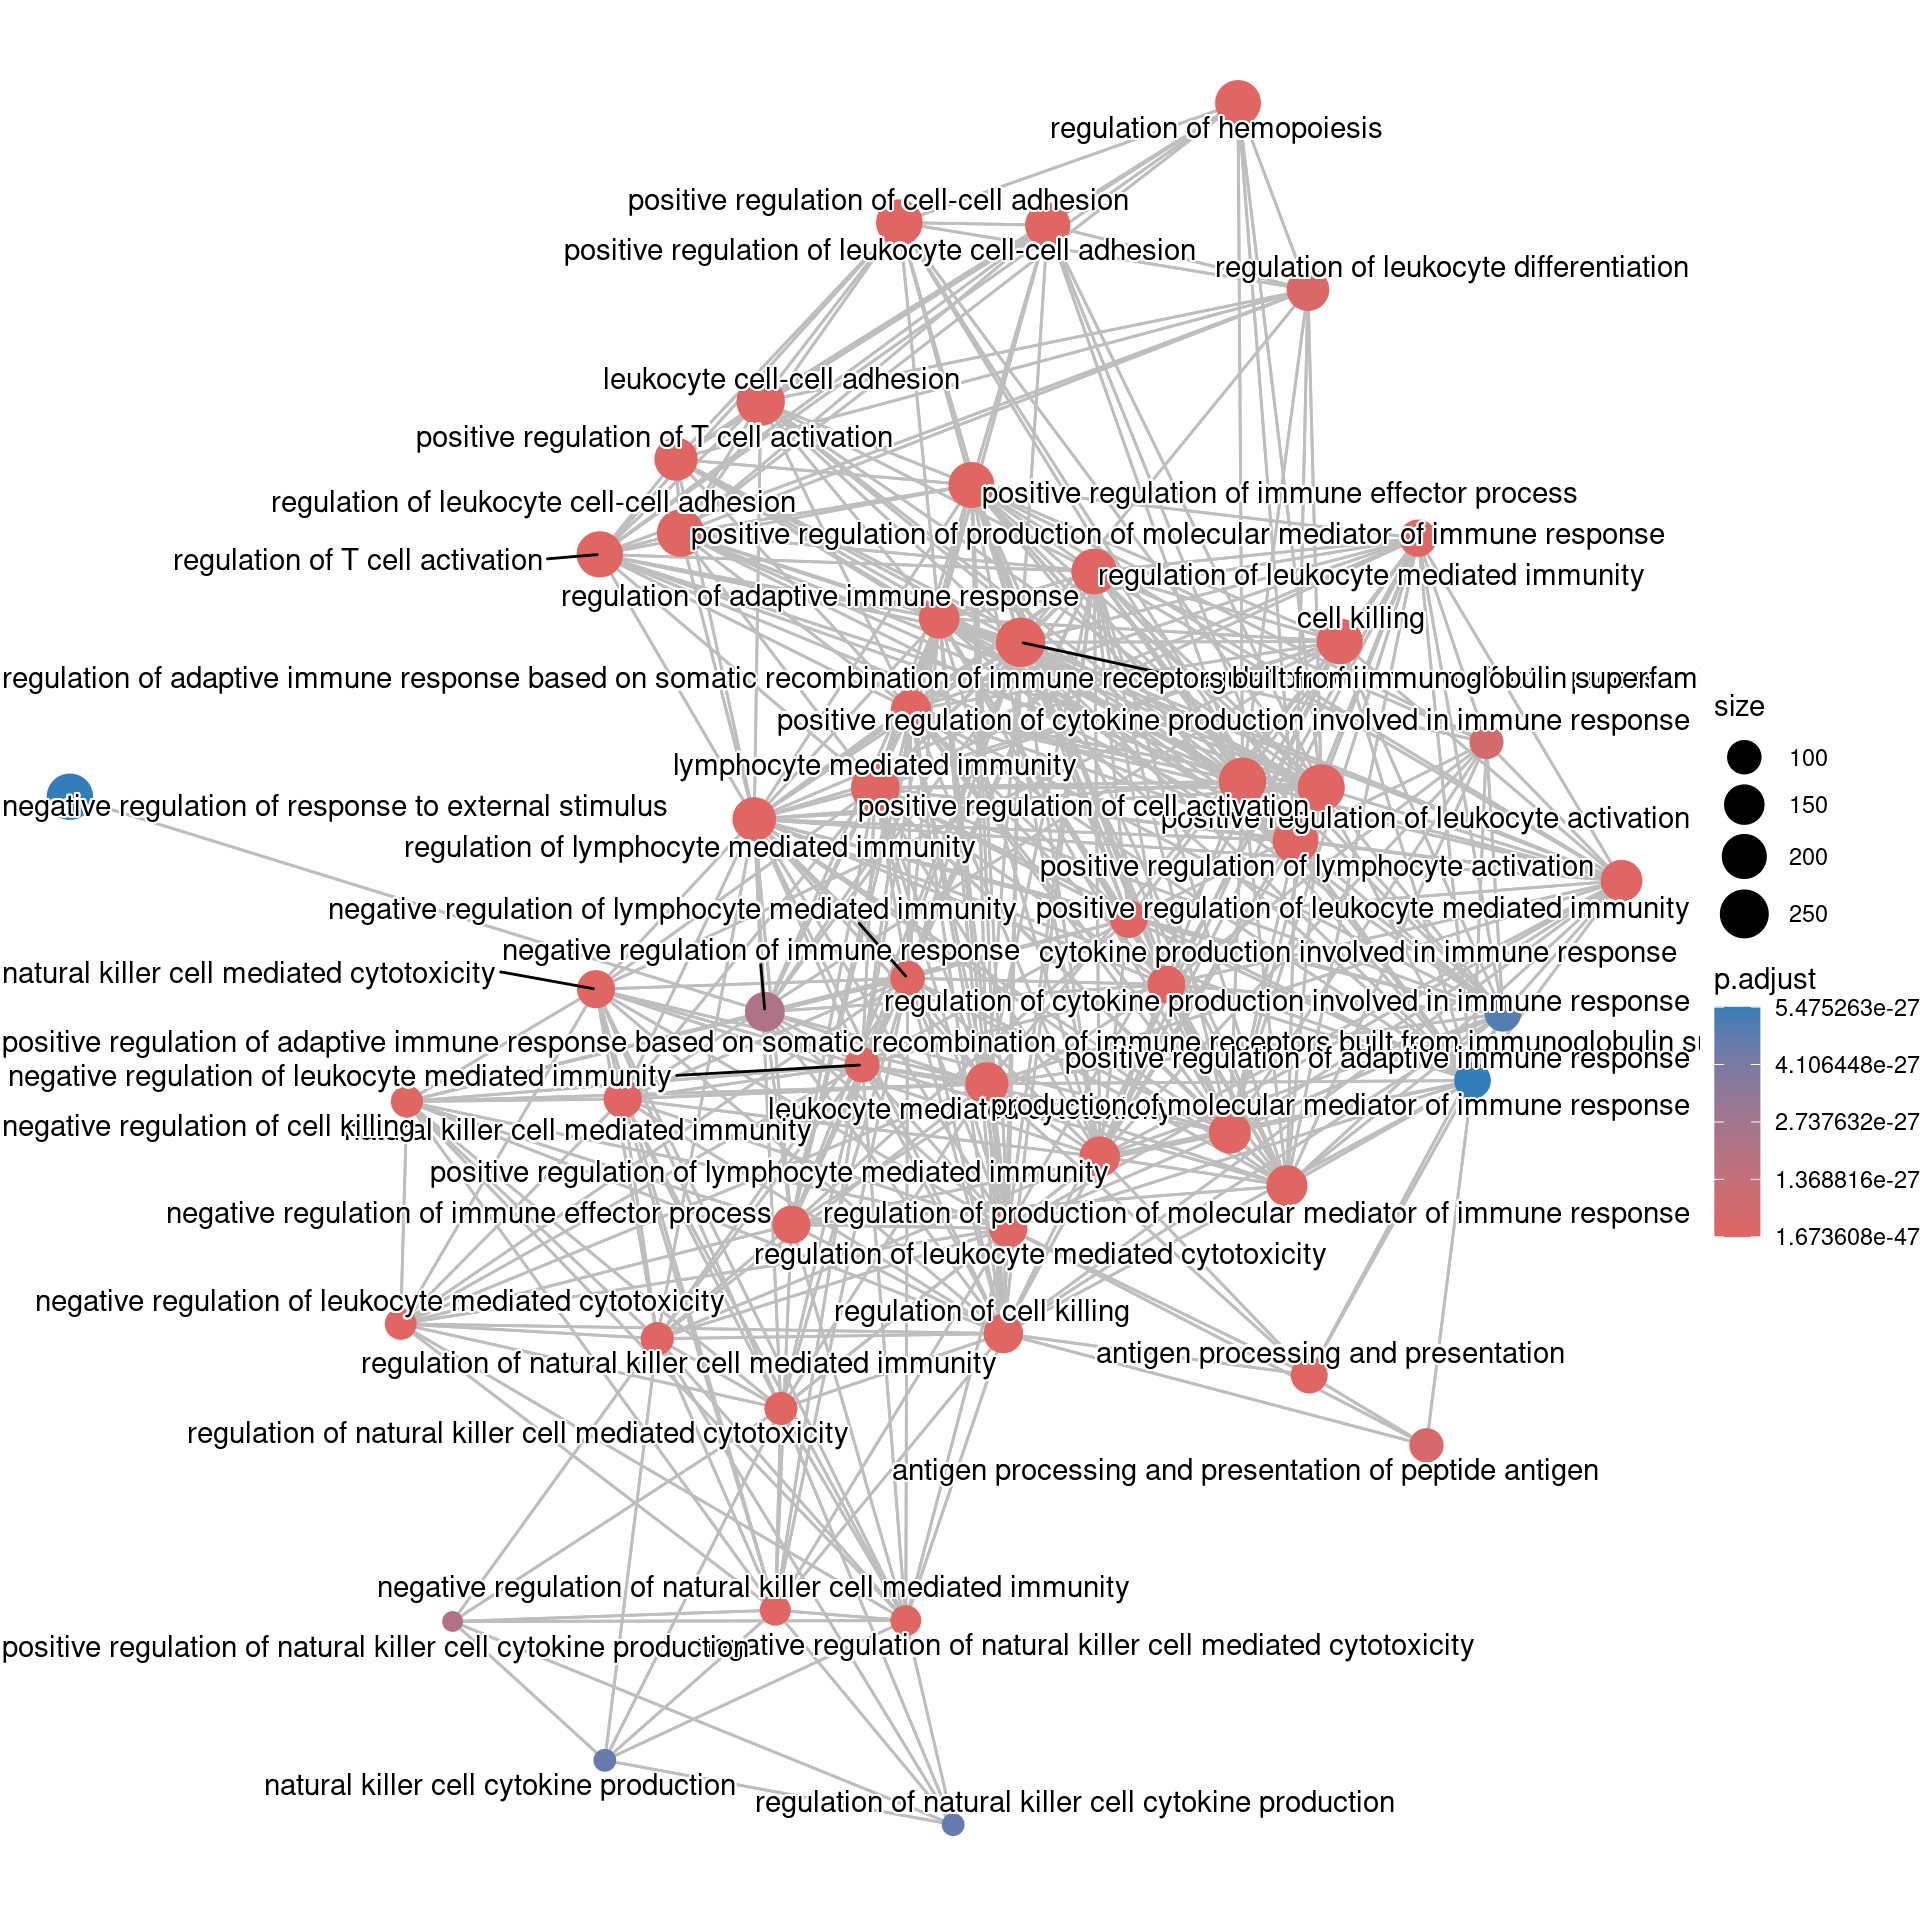 regulation of hemopoiesis
positive regulation of cell-cell adhesion
positive regulation of leukocyte cell-cell adhesion
regulation of leukocyte differentiation
leukocyte cell-cell adhesion
positive regulation of T cell activation
positive regulation of immune effector process
regulation of leukocyte cell-cell adhesion
positive regulation of production of molecular mediator of immune response
regulation of T cell activation
regulation of leukocyte mediated immunity
regulation of adaptive immune response
cell killing
regulation of adaptive immune response based on somatic recombination of immune receptors built from immunoglobulin superfam
positive regulation of cytokine production involved in immune response
lymphocyte mediated immunity
negative regulation of response to external stimulus
positive regulation of cell activation
positive regulation of leukocyte activation
regulation of lymphocyte mediated immunity
positive regulation of lymphocyte activation
negative regulation of lymphocyte mediated immunity
positive regulation of leukocyte mediated immunity
negative regulation of immune response
cytokine production involved in immune response
natural killer cell mediated cytotoxicity
regulation of cytokine production involved in immune response
positive regulation of adaptive immune response based on somatic recombination of immune receptors built from immunoglobulin
positive regulation of adaptive immune response
negative regulation of leukocyte mediated immunity
leukocyte mediated
production of molecular mediator of immune response
negative regulation of cell killing
natural killer cell mediated immunity
positive regulation of lymphocyte mediated immunity
negative regulation of immune effector process
regulation of production of molecular mediator of immune response
regulation of leukocyte mediated cytotoxicity
negative regulation of leukocyte mediated cytotoxicity
regulation of cell killing
regulation of natural killer cell mediated immunity
antigen processing and presentation
regulation of natural killer cell mediated cytotoxicity
antigen processing and presentation of peptide antigen
negative regulation of natural killer cell mediated immunity
positive regulation of natural killer cell cytokine production
negative regulation of natural killer cell mediated cytotoxicity
natural killer cell cytokine production
regulation of natural killer cell cytokine production
size
100
150
200
250
p.adjust
5.475263e-27
4.106448e-27
2.737632e-27
1.368816e-27
1.673608e-47